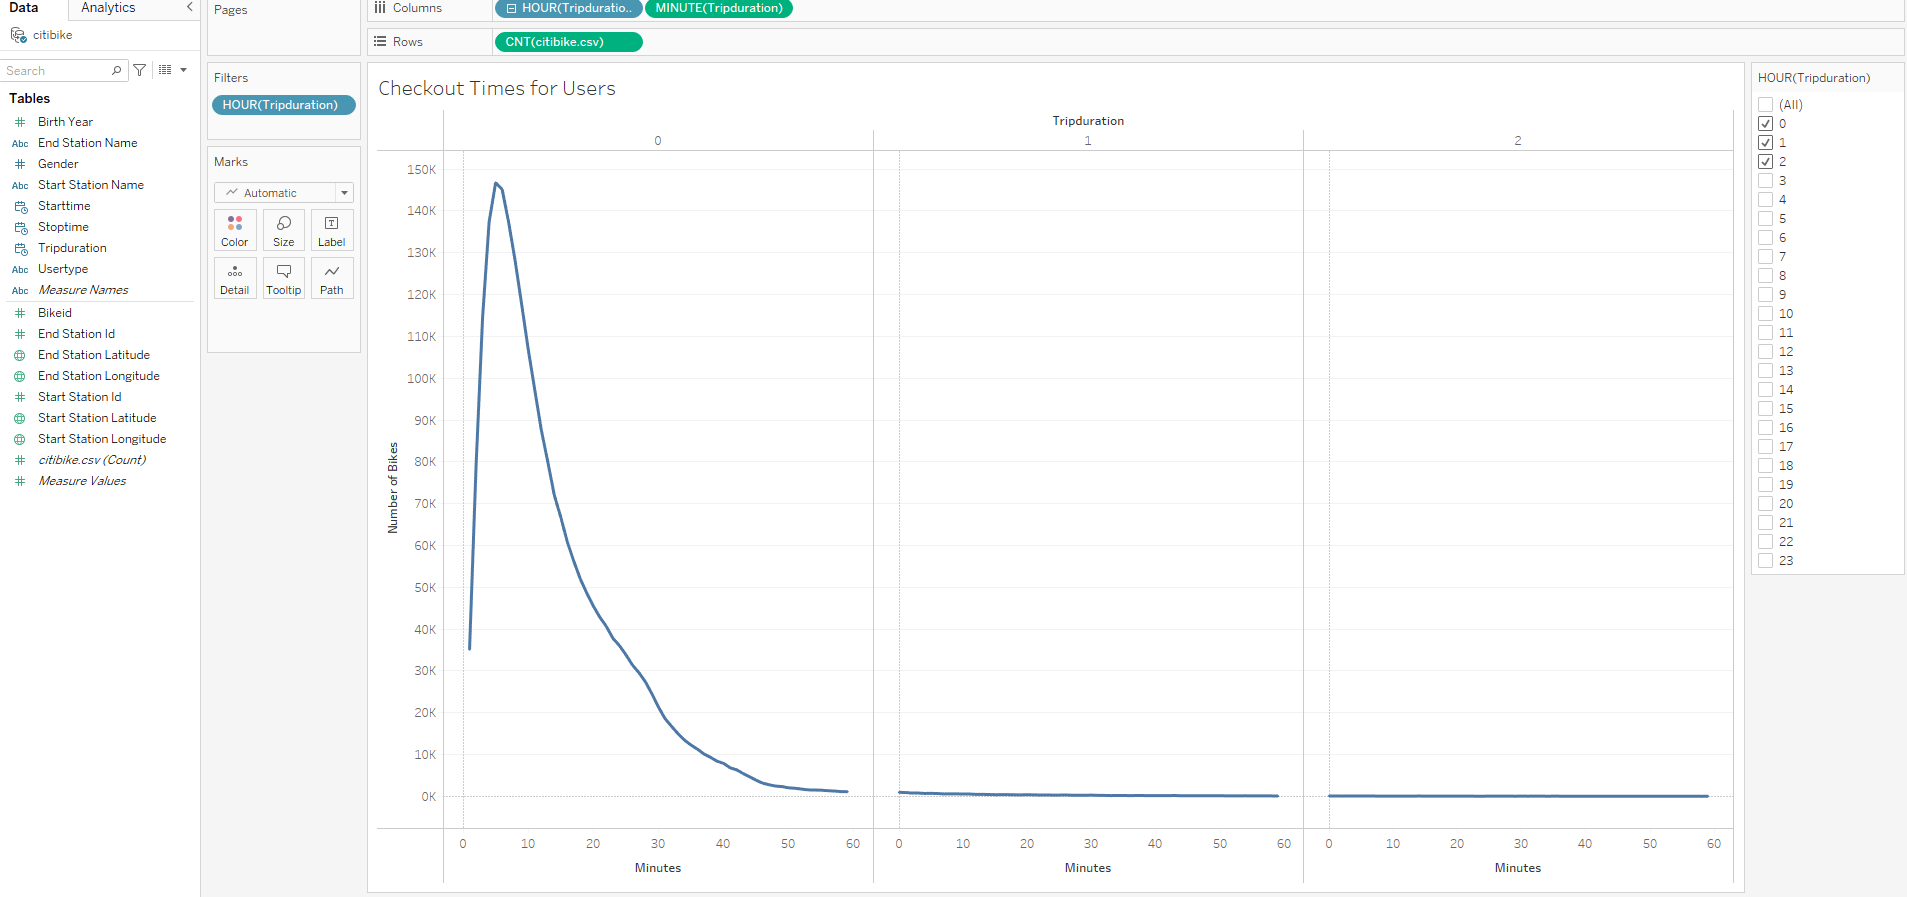 Data
Analytics
citibike
Search
Tables
Birth Year
Abc End Station Name
Gender
Abc Start Station Name
Starttime
Stoptime
Tripduration
Abc Usertype
Abc Measure Names
Bikeid
End Station Id
End Station Latitude
End Station Longitude
Start Station Id
Start Station Latitude
Start Station Longitude
citibike.csv (Count)
Measure Values
Pages
Filters
HOUR(Tripduration)
Marks
Automatic
Color Size Label
Detail Tooltip Path
Columns HOUR(Tripduratio.. MINUTE(Tripduration)
Rows CNT(citibike.csv)
Checkout Times for Users
Tripduration
0 1 2
Number of Bikes
150K
140K
130K
120K
110K
100K
90K
80K
70K
60K
50K
40K
30K
20K
10K
0K
0 10 20 30 40 50 60 0 10 20 30 40 50 60 0 10 20 30 40 50 60
Minutes Minutes Minutes
HOUR(Tripduration)
(All)
0
1
2
3
4
5
6
7
8
9
10
11
12
13
14
15
16
17
18
19
20
21
22
23